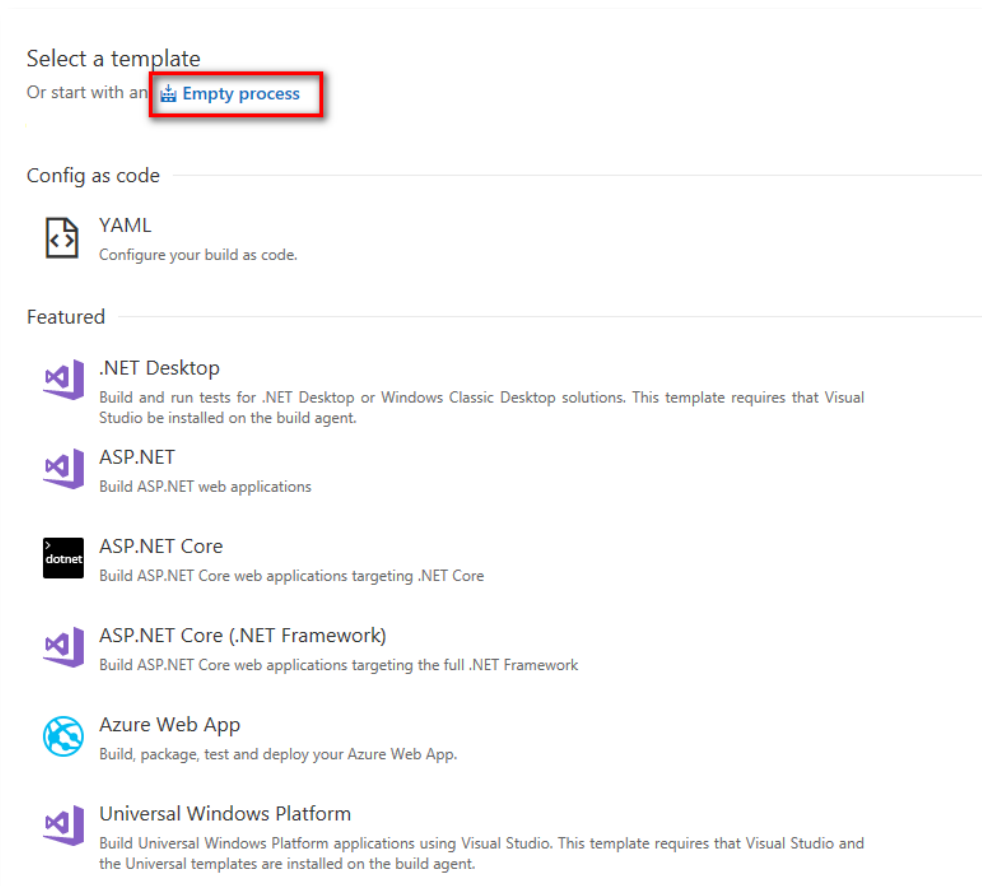 Select a template
Or start with an Empty process
Config as code
YAML
Configure your build as code.
Featured
.NET Desktop
Build and run tests for .NET Desktop or Windows Classic Desktop solutions. This template requires that Visual
Studio be installed on the build agent.
ASP.NET
Build ASP.NET web applications
>
dotnet
ASP.NET Core
Build ASP.NET Core web applications targeting .NET Core
ASP.NET Core (.NET Framework)
Build ASP.NET Core web applications targeting the full .NET Framework
Azure Web App
Build, package, test and deploy your Azure Web App.
Universal Windows Platform
Build Universal Windows Platform applications using Visual Studio. This template requires that Visual Studio and
the Universal templates are installed on the build agent.